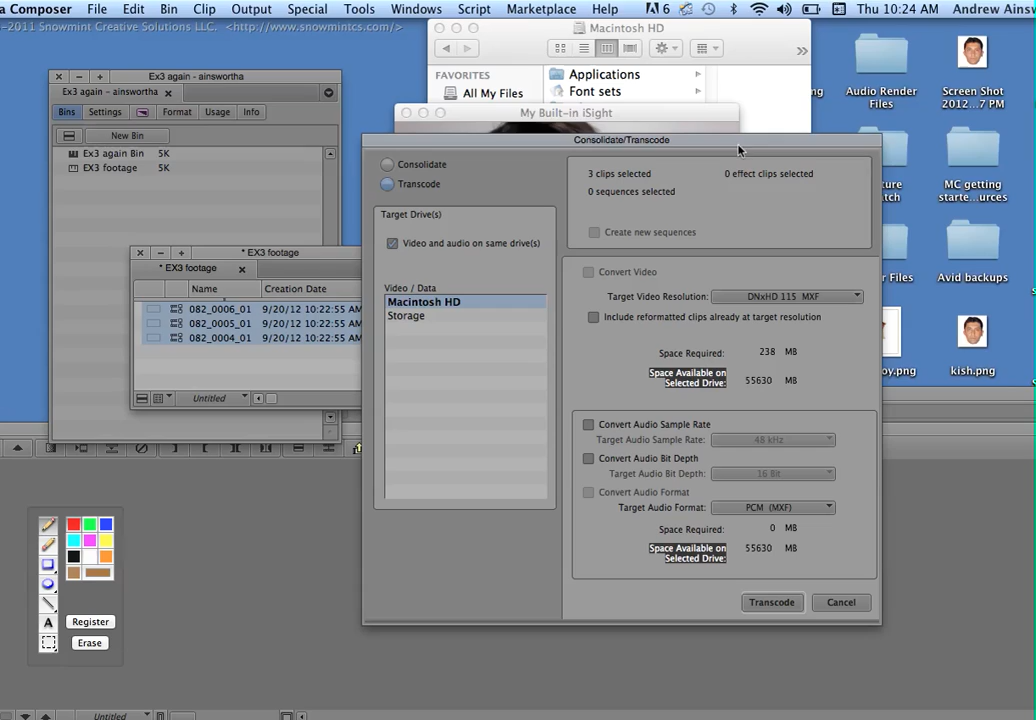 a Composer File Edit Bin Clip Output Special Tools Windows Script Marketplace Help A 6 Thu 10:24 AM Andrew Ainsw
-2011 Snowmint Creative Solutions LLC. <http://www.snowmintcs.com/>
Macintosh HD
FAVORITES
All My Files
Applications
Font sets
My Built-in iSight
Audio Render
Files
Screen Shot
2012...7 PM
ng
ture
tch
MC getting
starte...urces
r Files
Avid backups
oy.png
kish.png
Ex3 again - ainswortha
Ex3 again - ainswortha
Bins Settings Format Usage Info
New Bin
Ex3 again Bin 5K
EX3 footage 5K
* EX3 footage
* EX3 footage
Name Creation Date
082_0006_01 9/20/12 10:22:55 AM
082_0005_01 9/20/12 10:22:55 AM
082_0004_01 9/20/12 10:22:55 AM
Untitled
Consolidate/Transcode
Consolidate
Transcode
Target Drive(s)
Video and audio on same drive(s)
Video / Data
Macintosh HD
Storage
3 clips selected 0 effect clips selected
0 sequences selected
Create new sequences
Convert Video
Target Video Resolution: DNxHD 115 MXF
Include reformatted clips already at target resolution
Space Required: 238 MB
Space Available on
Selected Drive: 55630 MB
Convert Audio Sample Rate
Target Audio Sample Rate: 48 kHz
Convert Audio Bit Depth
Target Audio Bit Depth: 16 Bit
Convert Audio Format
Target Audio Format: PCM (MXF)
Space Required: 0 MB
Space Available on
Selected Drive: 55630 MB
Transcode Cancel
A
Register
Erase
Untitled